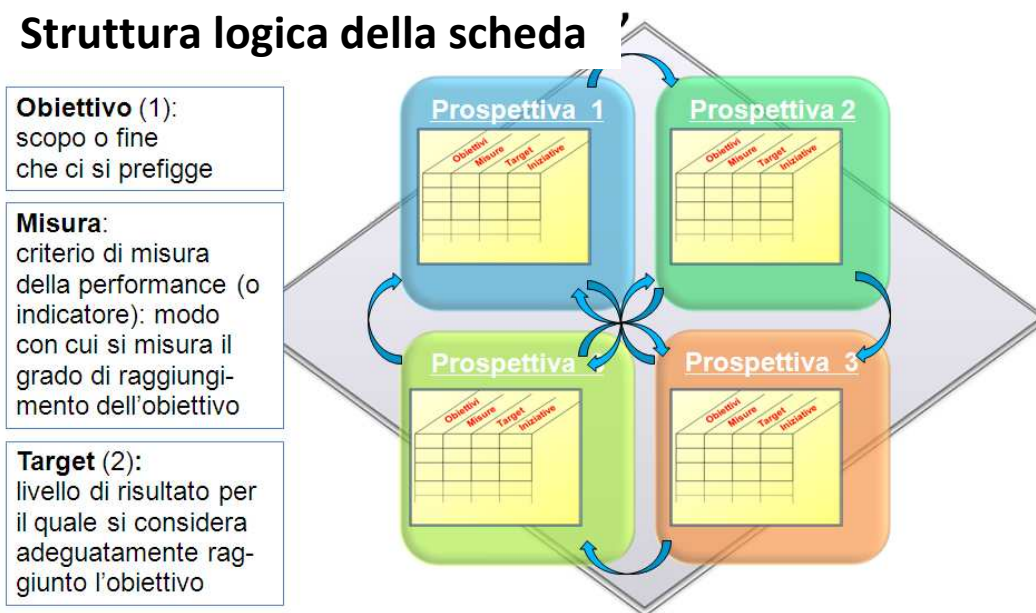 Struttura logica della scheda
Obiettivo (1):
scopo o fine
che ci si prefigge
Misura:
criterio di misura
della performance (o
indicatore): modo
con cui si misura il
grado di raggiungi-
mento dell'obiettivo
Target (2):
livello di risultato per
il quale si considera
adeguatamente rag-
giunto l'obiettivo
Prospettiva 1
Obiettivi
Misure
Target
Iniziative
Prospettiva 2
Obiettivi
Misure
Target
Iniziative
Prospettiva
Obiettivi
Misure
Target
Iniziative
Prospettiva 3
Obiettivi
Misure
Target
Iniziative